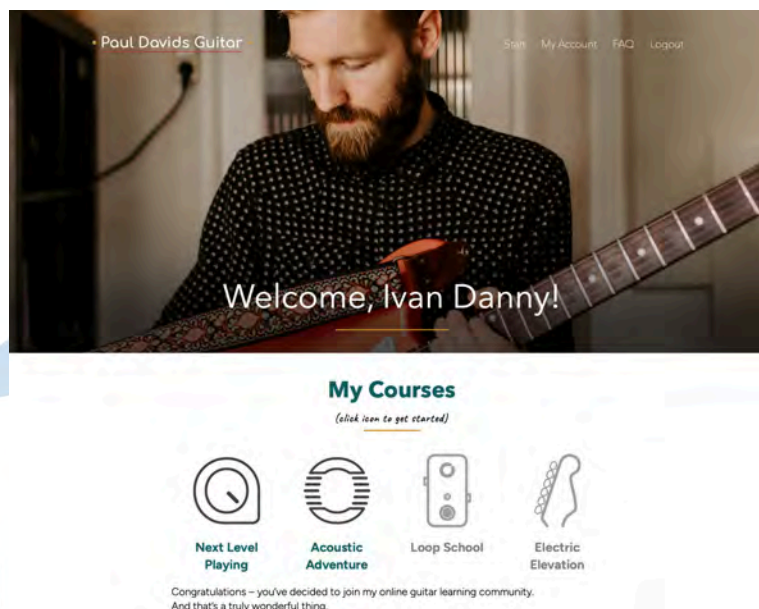 Paul Davids Guitar
Start My Account FAQ Logout
Welcome, Ivan Danny!
My Courses
(click icon to get started)
Next Level
Playing
Acoustic
Adventure
Loop School
Electric
Elevation
Congratulations – you've decided to join my online guitar learning community.
And that's a truly wonderful thing.